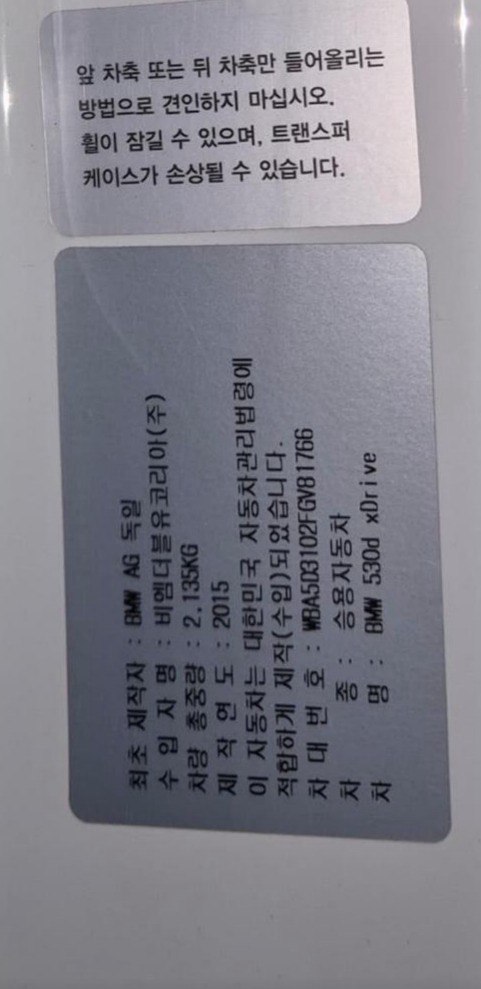 앞 차축 또는 뒤 차축만 들어올리는
방법으로 견인하지 마십시오.
휠이 잠길 수 있으며, 트랜스퍼
케이스가 손상될 수 있습니다.
최초 제작자 : BMW AG 독일
수 입 자 명 : 비엠더블유코리아(주)
차량 총중량 : 2.135KG
제 작 연 도 : 2015
이 자동차는 대한민국 자동차관리법령에
적합하게 제작(수입)되었습니다.
차 대 번 호 : WBA5D3102FGV81766
차 종 : 승용자동차
차 명 : BMW 530d xDrive